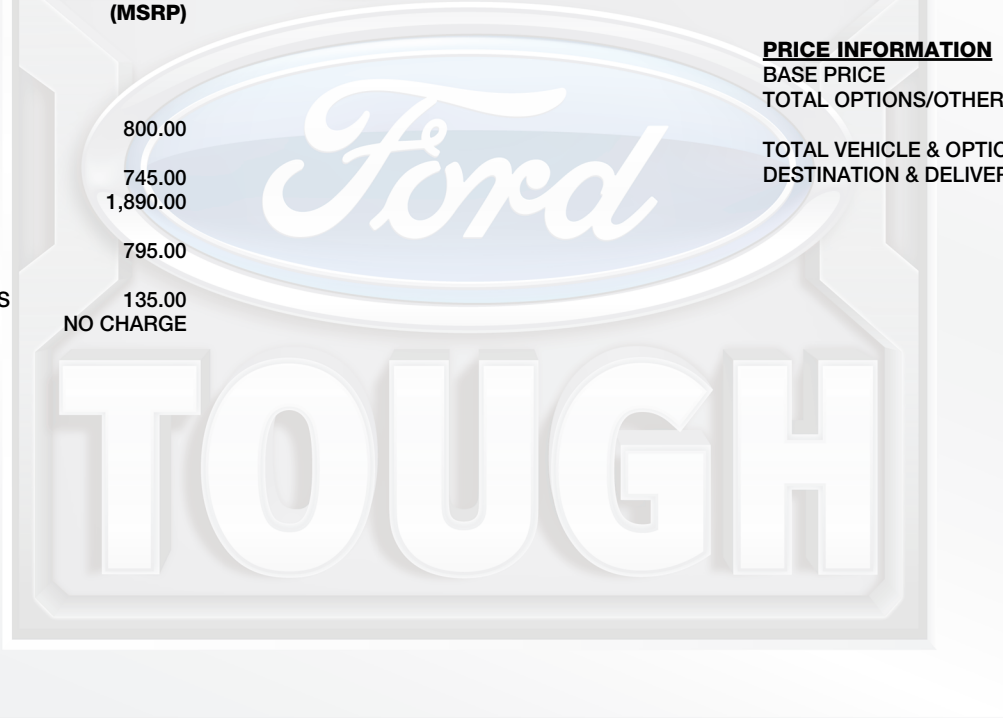 (MSRP)
800.00
745.00
1,890.00
795.00
S 135.00
NO CHARGE
PRICE INFORMATION
BASE PRICE
TOTAL OPTIONS/OTHER
TOTAL VEHICLE & OPTIO
DESTINATION & DELIVER
Ford
TOUGH